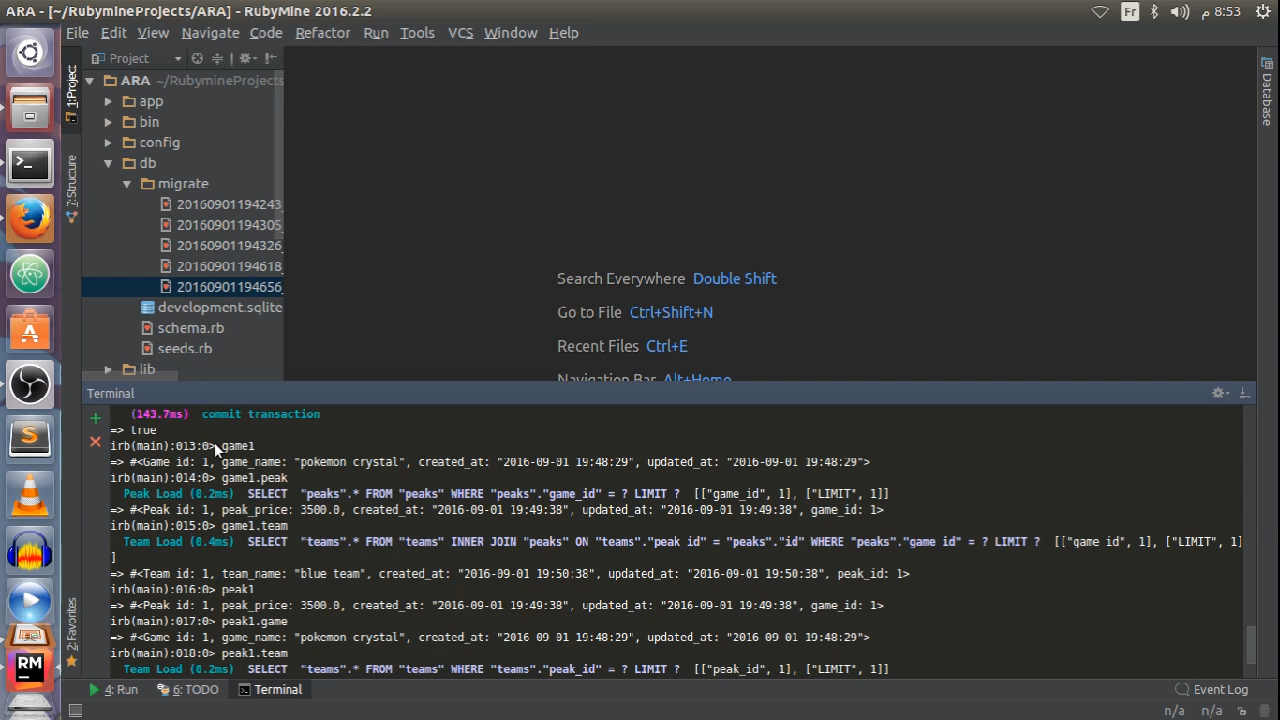 ARA - [~/RubymineProjects/ARA] - RubyMine 2016.2.2
Fr
8:53 م
File Edit View Navigate Code Refactor Run Tools VCS Window Help
Project
1:Project
7:Structure
2:Favorites
Database
ARA ~/RubymineProjects
app
bin
config
db
migrate
20160901194243_
20160901194305_
20160901194326_
20160901194618_
20160901194656_
development.sqlite
schema.rb
seeds.rb
lib
Search Everywhere Double Shift
Go to File Ctrl+Shift+N
Recent Files Ctrl+E
Navigation Bar Alt+Home
Terminal
(143.7ms) commit transaction
=> true
irb(main):013:0> game1
=> #<Game id: 1, game_name: "pokemon crystal", created_at: "2016-09-01 19:48:29", updated_at: "2016-09-01 19:48:29">
irb(main):014:0> game1.peak
Peak Load (0.2ms) SELECT "peaks".* FROM "peaks" WHERE "peaks"."game_id" = ? LIMIT ? [["game_id", 1], ["LIMIT", 1]]
=> #<Peak id: 1, peak_price: 3500.0, created_at: "2016-09-01 19:49:38", updated_at: "2016-09-01 19:49:38", game_id: 1>
irb(main):015:0> game1.team
Team Load (0.4ms) SELECT "teams".* FROM "teams" INNER JOIN "peaks" ON "teams"."peak_id" = "peaks"."id" WHERE "peaks"."game_id" = ? LIMIT ? [["game_id", 1], ["LIMIT", 1]
]
=> #<Team id: 1, team_name: "blue team", created_at: "2016-09-01 19:50:38", updated_at: "2016-09-01 19:50:38", peak_id: 1>
irb(main):016:0> peak1
=> #<Peak id: 1, peak_price: 3500.0, created_at: "2016-09-01 19:49:38", updated_at: "2016-09-01 19:49:38", game_id: 1>
irb(main):017:0> peak1.game
=> #<Game id: 1, game_name: "pokemon crystal", created_at: "2016-09-01 19:48:29", updated_at: "2016-09-01 19:48:29">
irb(main):018:0> peak1.team
Team Load (0.2ms) SELECT "teams".* FROM "teams" WHERE "teams"."peak_id" = ? LIMIT ? [["peak_id", 1], ["LIMIT", 1]]
4: Run 6: TODO Terminal Event Log
n/a n/a
RM